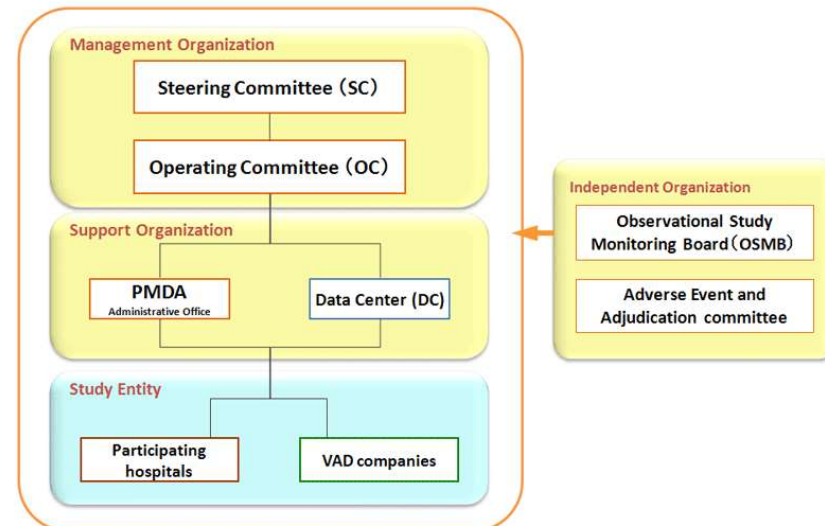 Management Organization
Steering Committee (SC)
Operating Committee (OC)
Support Organization
PMDA
Administrative Office
Data Center (DC)
Study Entity
Participating
hospitals
VAD companies
Independent Organization
Observational Study
Monitoring Board(OSMB)
Adverse Event and
Adjudication committee